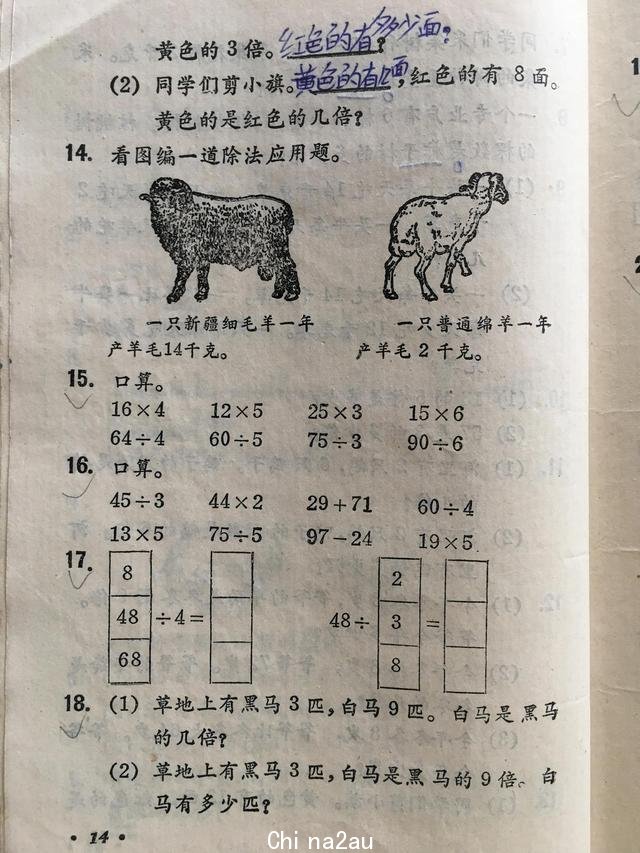 黄色的3倍。红色的有多少面?
(2) 同学们剪小旗。黄色的有12面,红色的有8面。
黄色的是红色的几倍?
14. 看图编一道除法应用题。
一只新疆细毛羊一年 一只普通绵羊一年
产羊毛14千克。 产羊毛2千克。
15. 口算。
16×4 12×5 25×3 15×6
64÷4 60÷5 75÷3 90÷6
16. 口算。
45÷3 44×2 29+71 60÷4
13×5 75÷5 97-24 19×5
17.
8 2
48 ÷4= 48÷ 3 =
68 8
18. (1) 草地上有黑马3匹,白马9匹。白马是黑马
的几倍?
(2) 草地上有黑马3匹,白马是黑马的9倍。白
马有多少匹?
• 14 •
Chi na2au